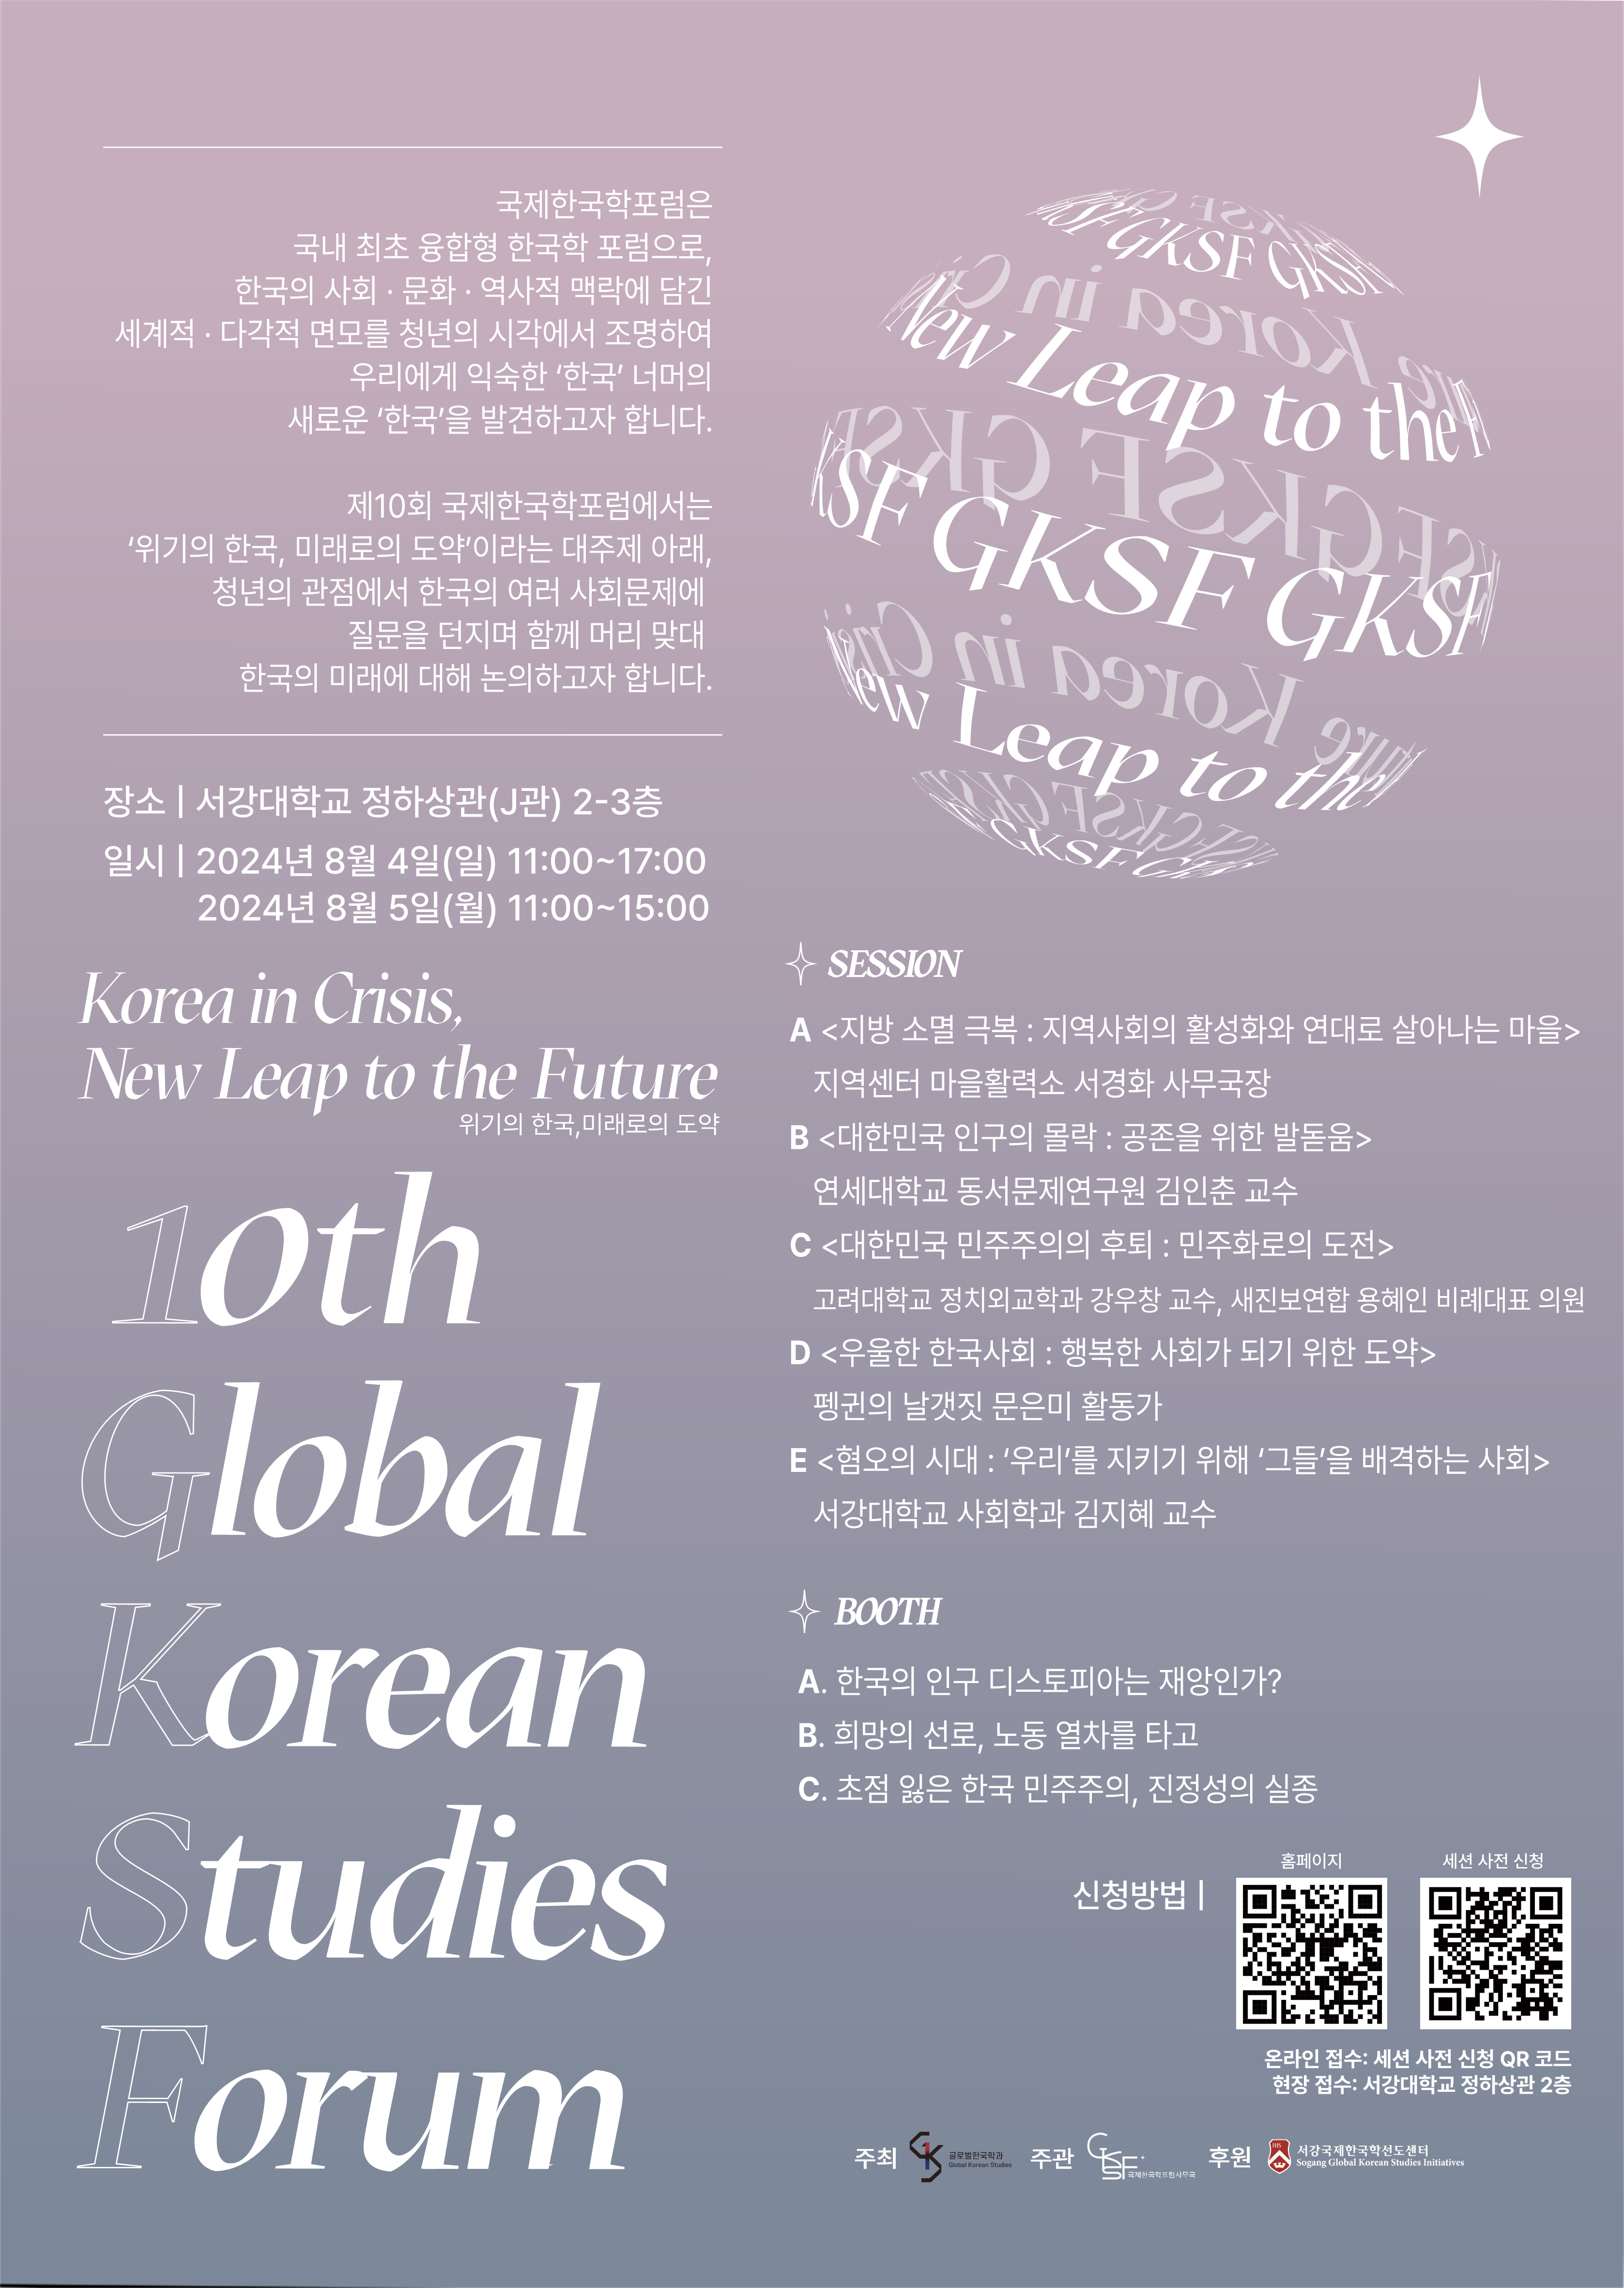 국제한국학포럼은
국내 최초 융합형 한국학 포럼으로,
한국의 사회 · 문화 · 역사적 맥락에 담긴
세계적 · 다각적 면모를 청년의 시각에서 조명하여
우리에게 익숙한 ‘한국’ 너머의
새로운 ‘한국’을 발견하고자 합니다.
제10회 국제한국학포럼에서는
‘위기의 한국, 미래로의 도약’이라는 대주제 아래,
청년의 관점에서 한국의 여러 사회문제에
질문을 던지며 함께 머리 맞대
한국의 미래에 대해 논의하고자 합니다.
장소 | 서강대학교 정하상관(J관) 2-3층
일시 | 2024년 8월 4일(일) 11:00~17:00
2024년 8월 5일(월) 11:00~15:00
Korea in Crisis,
New Leap to the Future
위기의 한국,미래로의 도약
10th
Global
Korean
Studies
Forum
GKSF GKSF
Korea in Cris
New Leap to the
GKSF GKSF
GKSF GKSF
Korea in Cris
New Leap to the
GKSF
GKSF
SESSION
A <지방 소멸 극복 : 지역사회의 활성화와 연대로 살아나는 마을>
지역센터 마을활력소 서경화 사무국장
B <대한민국 인구의 몰락 : 공존을 위한 발돋움>
연세대학교 동서문제연구원 김인춘 교수
C <대한민국 민주주의의 후퇴 : 민주화로의 도전>
고려대학교 정치외교학과 강우창 교수, 새진보연합 용혜인 비례대표 의원
D <우울한 한국사회 : 행복한 사회가 되기 위한 도약>
펭귄의 날갯짓 문은미 활동가
E <혐오의 시대 : ‘우리’를 지키기 위해 ‘그들’을 배격하는 사회>
서강대학교 사회학과 김지혜 교수
BOOTH
A. 한국의 인구 디스토피아는 재앙인가?
B. 희망의 선로, 노동 열차를 타고
C. 초점 잃은 한국 민주주의, 진정성의 실종
홈페이지 세션 사전 신청
신청방법 |
온라인 접수: 세션 사전 신청 QR 코드
현장 접수: 서강대학교 정하상관 2층
주최 GKS 글로벌한국학과 Global Korean Studies
주관 GKSF 국제한국학포럼사무국
후원 IHS 서강국제한국학선도센터
Sogang Global Korean Studies Initiatives